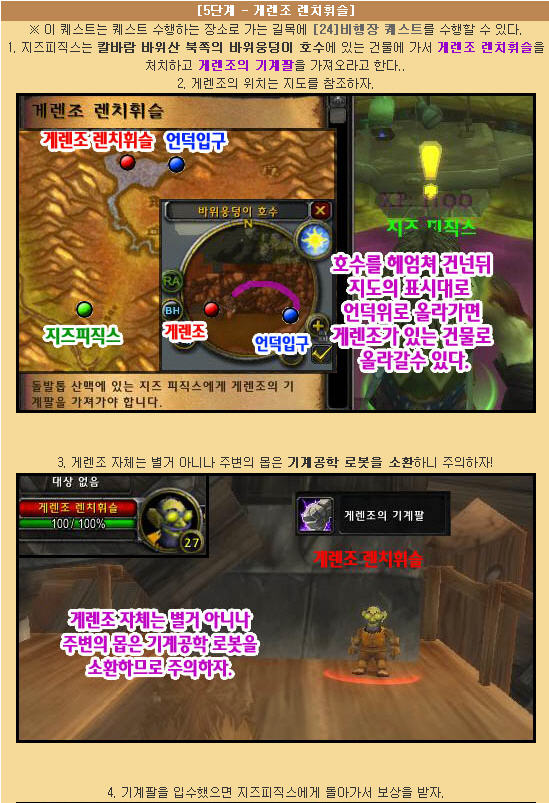 [5단계 - 게렌조 렌치휘슬]
※ 이 퀘스트는 퀘스트 수행하는 장소로 가는 길목에 [24]비행장 퀘스트를 수행할 수 있다.
1. 지즈피직스는 칼바람 바위산 북쪽의 바위웅덩이 호수에 있는 건물에 가서 게렌조 렌치휘슬을
처치하고 게렌조의 기계팔을 가져오라고 한다..
2. 게렌조의 위치는 지도를 참조하자.
게렌조 렌치휘슬
게렌조 렌치휘슬
언덕입구
바위웅덩이 호수
N
RA
BH
게렌조
언덕입구
지즈피직스
돌발톱 산맥에 있는 지즈 피직스에게 게렌조의 기
계팔을 가져가야 합니다.
지즈 피직스
호수를 헤엄쳐 건넌뒤
지도의 표시대로
언덕위로 올라가면
게렌조가 있는 건물로
올라갈수 있다.
3. 게렌조 자체는 별거 아니나 주변의 몹은 기계공학 로봇을 소환하니 주의하자!
대상 없음
게렌조 렌치휘슬
100 / 100%
27
게렌조의 기계팔
게렌조 렌치휘슬
게렌조 자체는 별거 아니나
주변의 몹은 기계공학 로봇을
소환하므로 주의하자.
4. 기계팔을 입수했으면 지즈피직스에게 돌아가서 보상을 받자.